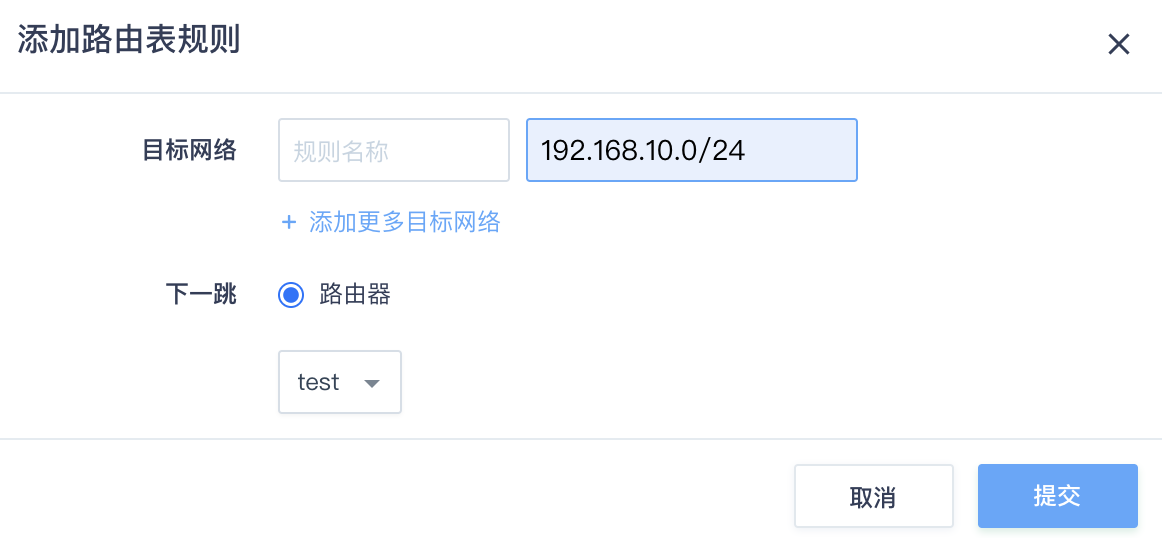 添加路由表规则
目标网络 规则名称 192.168.10.0/24
+ 添加更多目标网络
下一跳 路由器
test
取消 提交